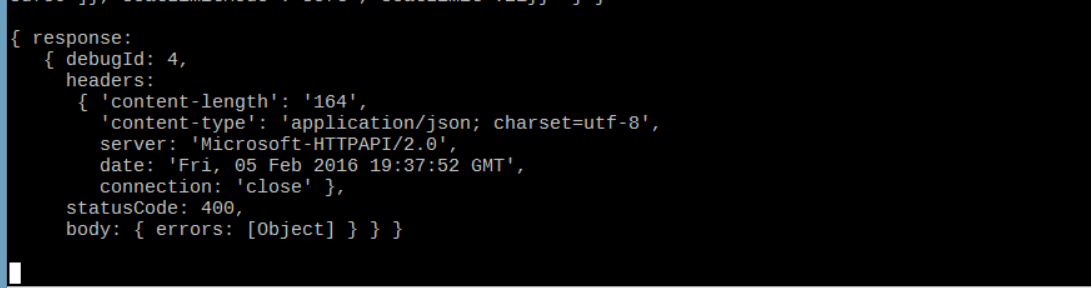 { response:
   { debugId: 4,
     headers:
      { 'content-length': '164',
        'content-type': 'application/json; charset=utf-8',
        server: 'Microsoft-HTTPAPI/2.0',
        date: 'Fri, 05 Feb 2016 19:37:52 GMT',
        connection: 'close' },
     statusCode: 400,
     body: { errors: [Object] } } }